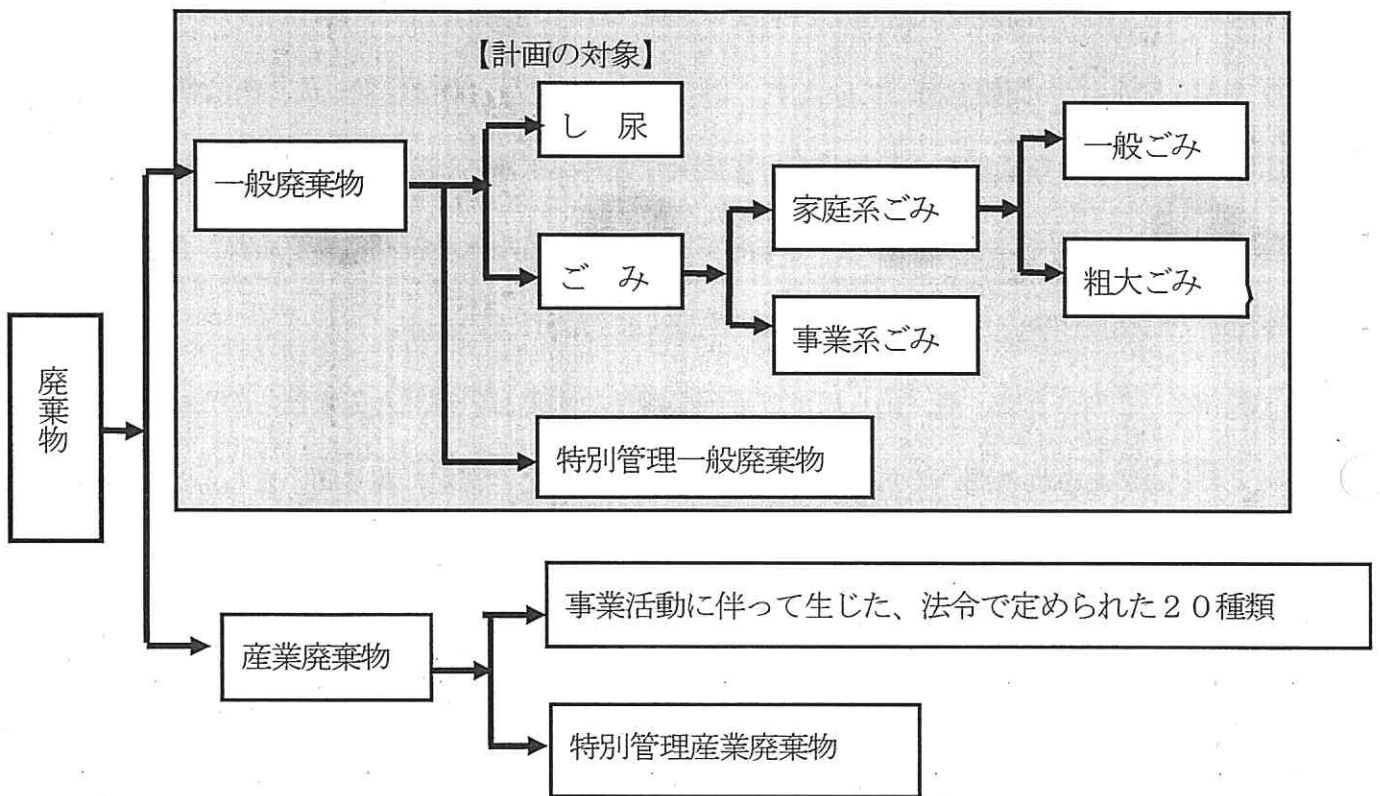 【計画の対象】
し 尿
一般ごみ
一般廃棄物
家庭系ごみ
ご み
粗大ごみ
事業系ごみ
廃棄物
特別管理一般廃棄物
事業活動に伴って生じた、法令で定められた２０種類
産業廃棄物
特別管理産業廃棄物